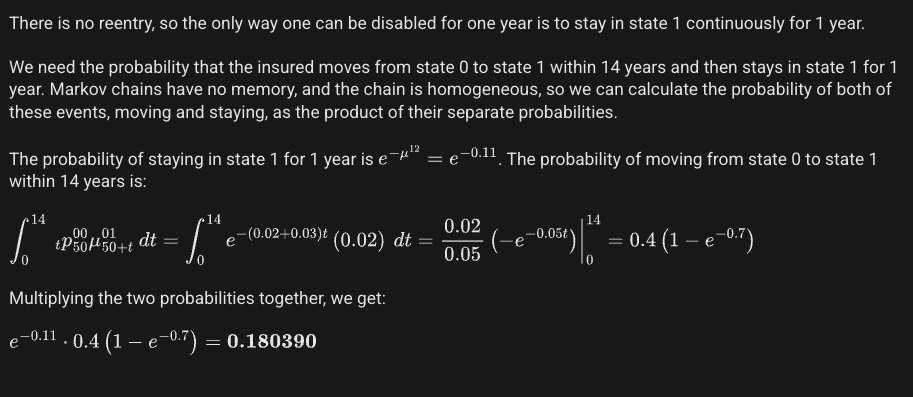 There is no reentry, so the only way one can be disabled for one year is to stay in state 1 continuously for 1 year.
We need the probability that the insured moves from state 0 to state 1 within 14 years and then stays in state 1 for 1
year. Markov chains have no memory, and the chain is homogeneous, so we can calculate the probability of both of
these events, moving and staying, as the product of their separate probabilities.
The probability of staying in state 1 for 1 year is $e^{-\mu^{12}} = e^{-0.11}$. The probability of moving from state 0 to state 1
within 14 years is:
$\int_0^{14} {}_tp_{50}^{00}\mu_{50+t}^{01}\, dt = \int_0^{14} e^{-(0.02+0.03)t}\,(0.02)\, dt = \frac{0.02}{0.05}\left(-e^{-0.05t}\right)\Big|_0^{14} = 0.4\left(1 - e^{-0.7}\right)$
Multiplying the two probabilities together, we get:
$e^{-0.11} \cdot 0.4\left(1 - e^{-0.7}\right) = \mathbf{0.180390}$